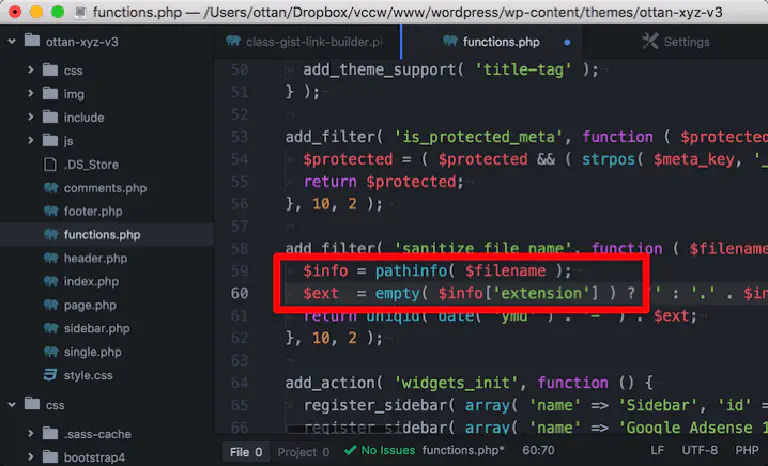 functions.php — /Users/ottan/Dropbox/vccw/www/wordpress/wp-content/themes/ottan-xyz-v3
ottan-xyz-v3
css
img
include
js
.DS_Store
comments.php
footer.php
functions.php
header.php
index.php
page.php
sidebar.php
single.php
style.css
css
.sass-cache
bootstrap4
class-gist-link-builder.pl
functions.php
Settings
50 add_theme_support( 'title-tag' );
51 } );
52
53 add_filter( 'is_protected_meta', function ( $protected
54 $protected = ( $protected && ( strpos( $meta_key, '_
55 return $protected;
56 }, 10, 2 );
57
58 add_filter( 'sanitize_file_name', function ( $filename
59 $info = pathinfo( $filename );
60 $ext = empty( $info['extension'] ) ? '' : '.' . $in
61 return uniqid( date( 'ymd' ) . '_' ) . $ext;
62 }, 10, 2 );
63
64 add_action( 'widgets_init', function () {
65 register_sidebar( array( 'name' => 'Sidebar', 'id' =
66 register_sidebar( array( 'name' => 'Google Adsense 1
File 0 Project 0 No Issues functions.php* 60:70 LF UTF-8 PHP